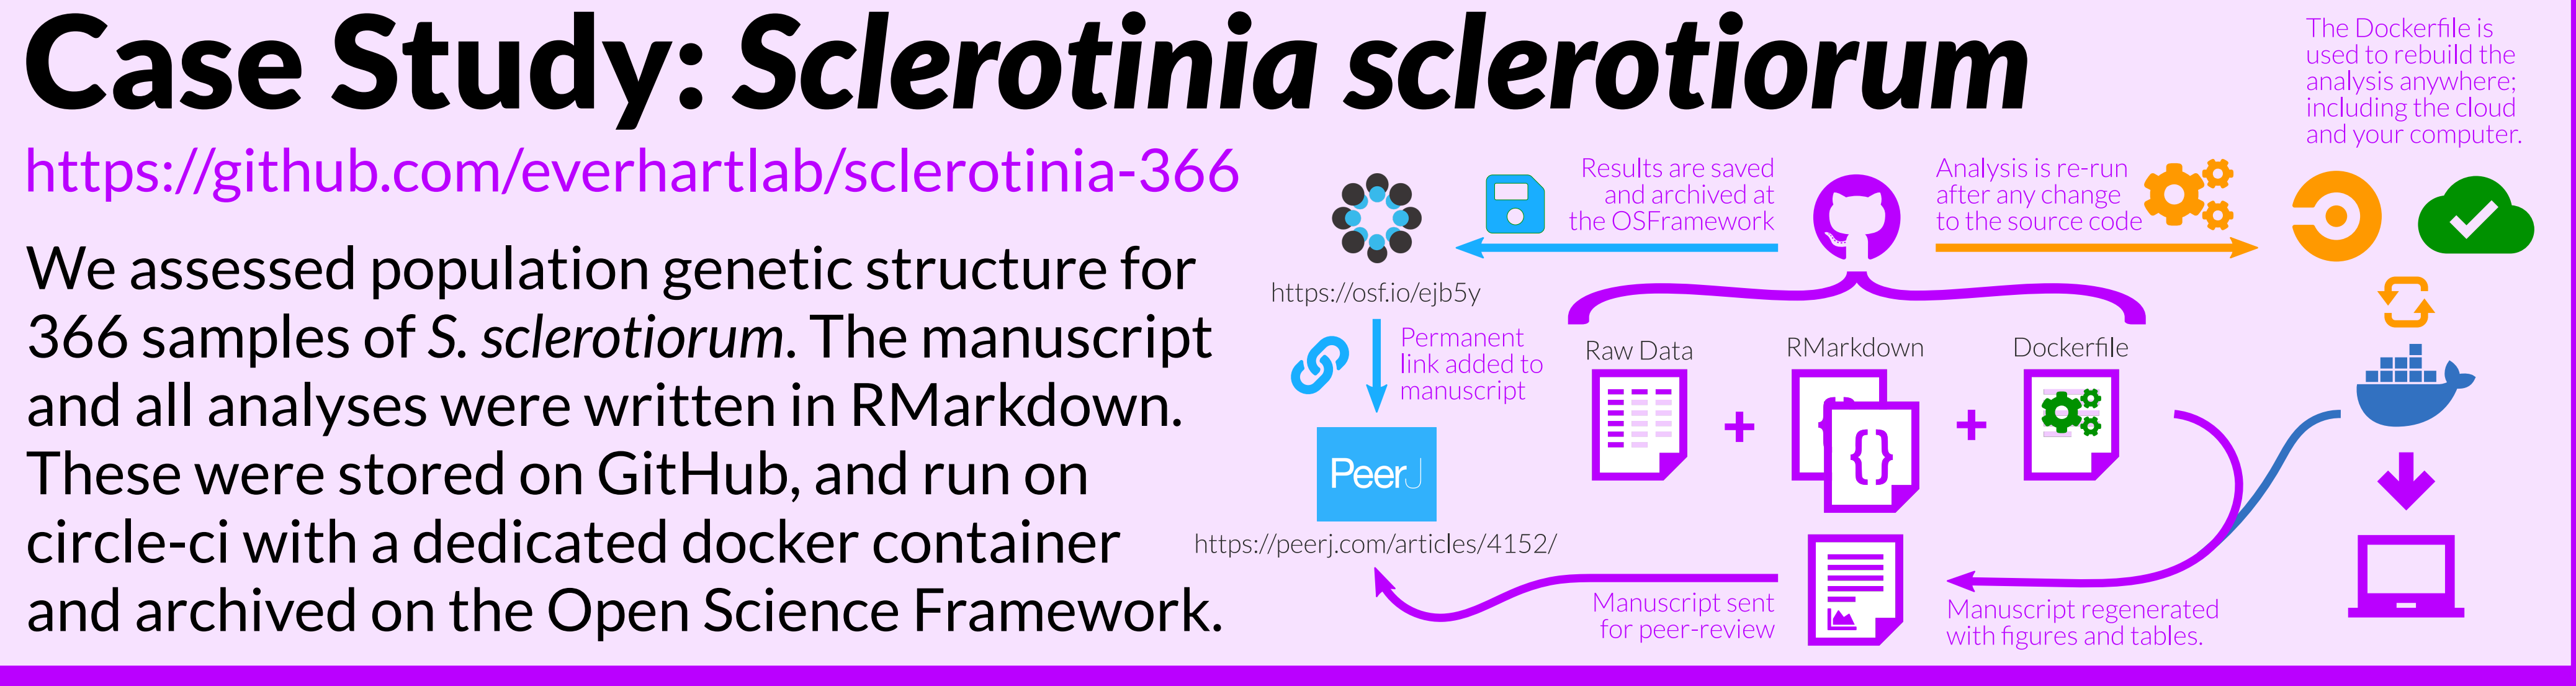 Case Study: Sclerotinia sclerotiorum
https://github.com/everhartlab/sclerotinia-366
We assessed population genetic structure for
366 samples of S. sclerotiorum. The manuscript
and all analyses were written in RMarkdown.
These were stored on GitHub, and run on
circle-ci with a dedicated docker container
and archived on the Open Science Framework.
The Dockerfile is
used to rebuild the
analysis anywhere;
including the cloud
and your computer.
Results are saved
and archived at
the OSFramework
Analysis is re-run
after any change
to the source code
https://osf.io/ejb5y
Permanent
link added to
manuscript
Raw Data
RMarkdown
Dockerfile
+
+
{}
PeerJ
https://peerj.com/articles/4152/
Manuscript sent
for peer-review
Manuscript regenerated
with figures and tables.